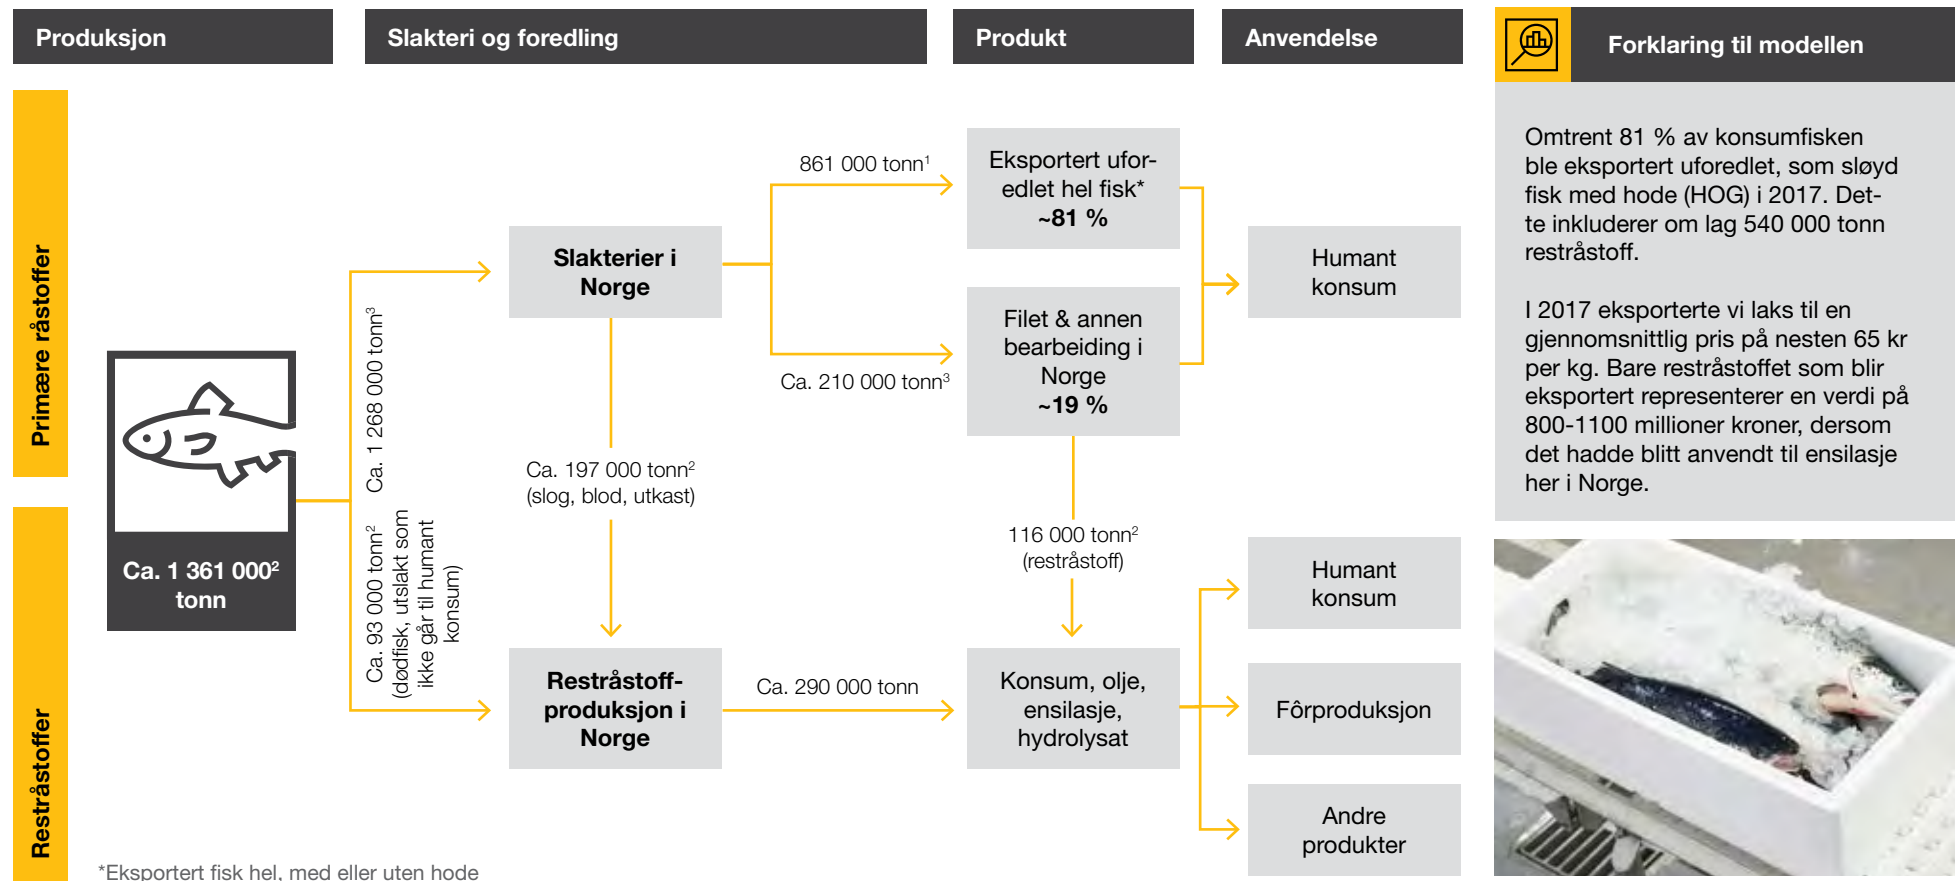 Produksjon
Slakteri og foredling
Produkt
Anvendelse
Primære råstoffer
Restråstoffer
Ca. 1 361 000²
tonn
Ca. 1 268 000 tonn³
Ca. 93 000 tonn²
(dødfisk, utslakt som
ikke går til humant
konsum)
Slakterier i
Norge
Ca. 197 000 tonn²
(slog, blod, utkast)
Restråstoff-
produksjon i
Norge
861 000 tonn¹
Ca. 210 000 tonn³
Ca. 290 000 tonn
Eksportert ufor-
edlet hel fisk*
~81 %
Filet & annen
bearbeiding i
Norge
~19 %
116 000 tonn²
(restråstoff)
Konsum, olje,
ensilasje,
hydrolysat
Humant
konsum
Humant
konsum
Fôrproduksjon
Andre
produkter
*Eksportert fisk hel, med eller uten hode
Forklaring til modellen
Omtrent 81 % av konsumfisken
ble eksportert uforedlet, som sløyd
fisk med hode (HOG) i 2017. Det-
te inkluderer om lag 540 000 tonn
restråstoff.
I 2017 eksporterte vi laks til en
gjennomsnittlig pris på nesten 65 kr
per kg. Bare restråstoffet som blir
eksportert representerer en verdi på
800-1100 millioner kroner, dersom
det hadde blitt anvendt til ensilasje
her i Norge.